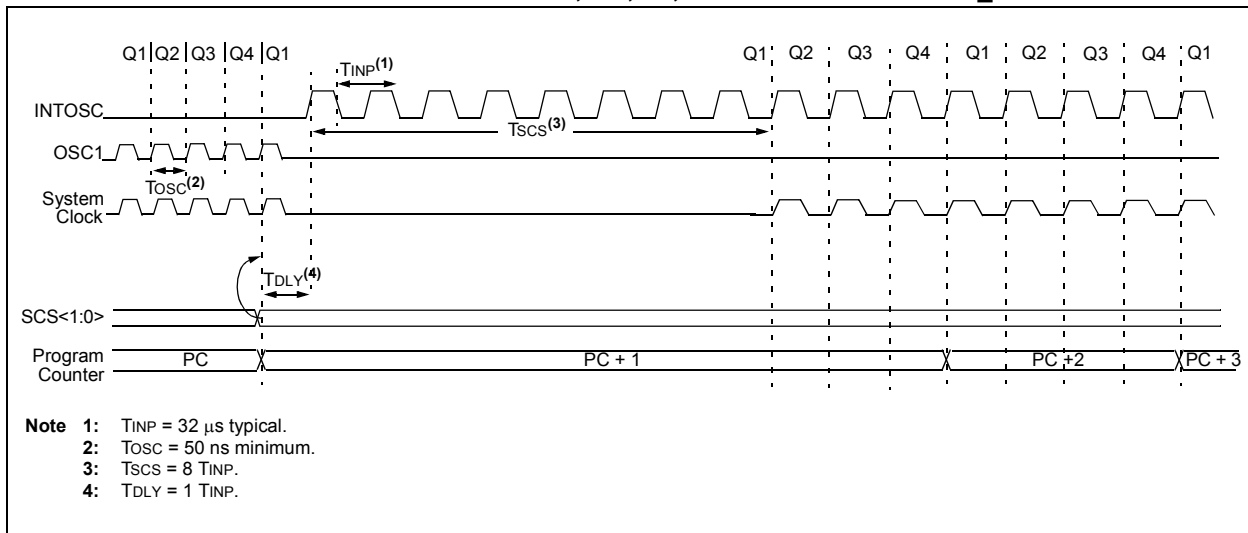 Q1 Q2 Q3 Q4 Q1 Q1 Q2 Q3 Q4 Q1 Q2 Q3 Q4 Q1
TINP(1)
INTOSC
TSCS(3)
OSC1
TOSC(2)
System
Clock
TDLY(4)
SCS<1:0>
Program
Counter
PC PC + 1 PC +2 PC + 3
Note 1: TINP = 32 μs typical.
2: TOSC = 50 ns minimum.
3: TSCS = 8 TINP.
4: TDLY = 1 TINP.